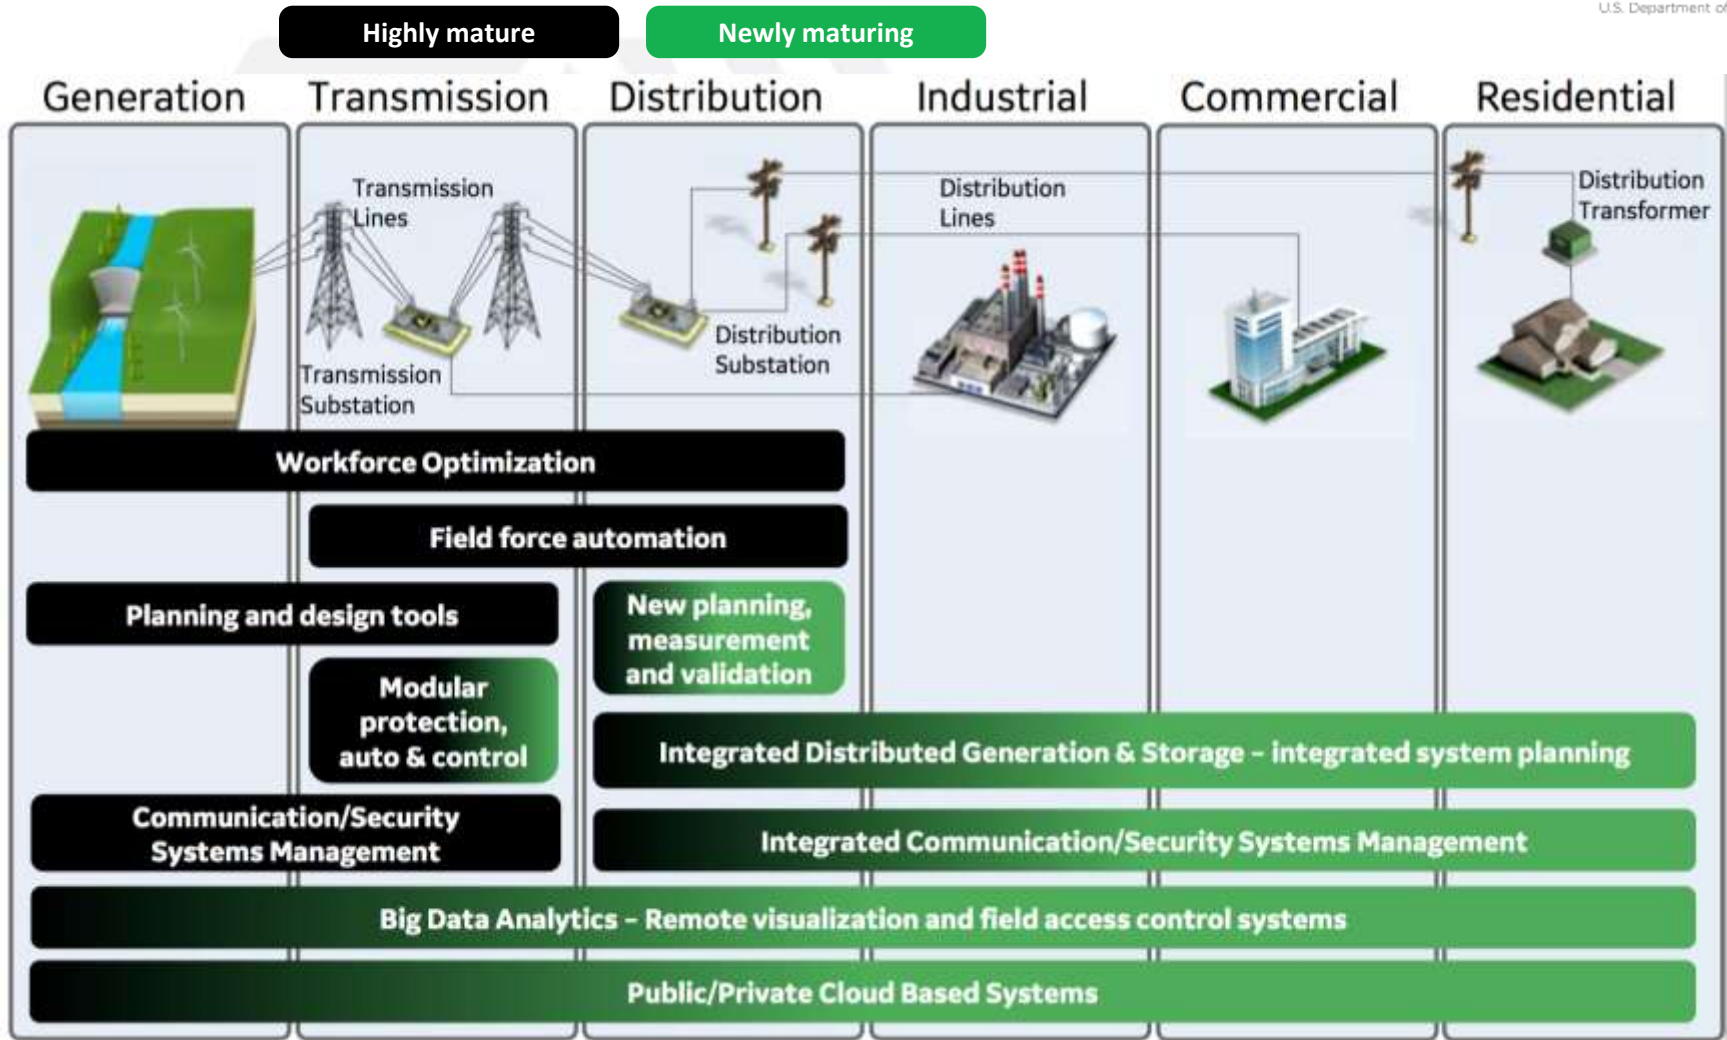 U.S. Department of
Highly mature
Newly maturing
Generation
Transmission
Distribution
Industrial
Commercial
Residential
Transmission
Lines
Transmission
Substation
Distribution
Substation
Distribution
Lines
Distribution
Transformer
Workforce Optimization
Field force automation
Planning and design tools
New planning,
measurement
and validation
Modular
protection,
auto & control
Integrated Distributed Generation & Storage – integrated system planning
Communication/Security
Systems Management
Integrated Communication/Security Systems Management
Big Data Analytics – Remote visualization and field access control systems
Public/Private Cloud Based Systems